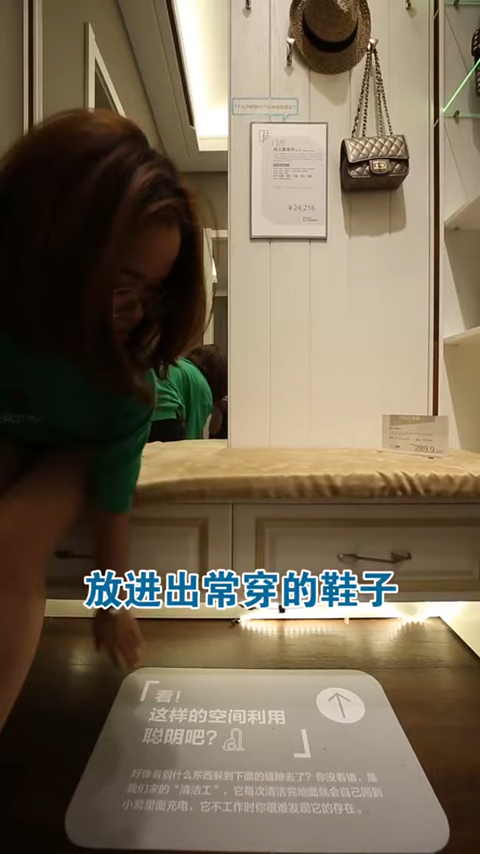 门厅
¥24,216
289.9
放进出常穿的鞋子
「看!
这样的空间利用
聪明吧? 」
好像看到什么东西躲到下面的缝隙去了?你没看错,是
我们家的“清洁工”,它每次清洁完地面就会自己回到
小窝里面充电,它不工作时你很难发现它的存在。